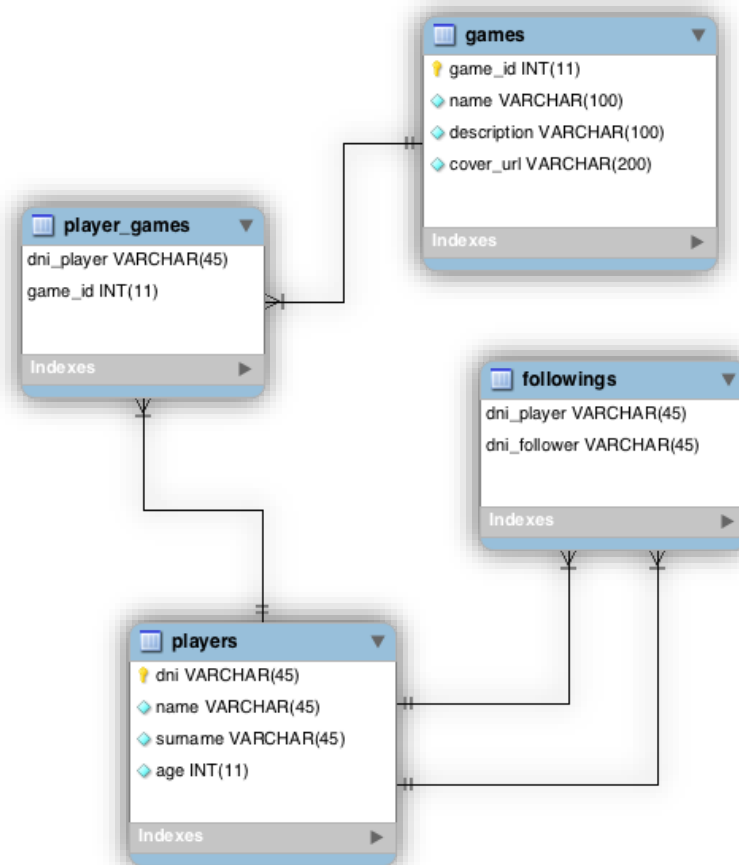 games
game_id INT(11)
name VARCHAR(100)
description VARCHAR(100)
cover_url VARCHAR(200)
Indexes
player_games
dni_player VARCHAR(45)
game_id INT(11)
Indexes
followings
dni_player VARCHAR(45)
dni_follower VARCHAR(45)
Indexes
players
dni VARCHAR(45)
name VARCHAR(45)
surname VARCHAR(45)
age INT(11)
Indexes